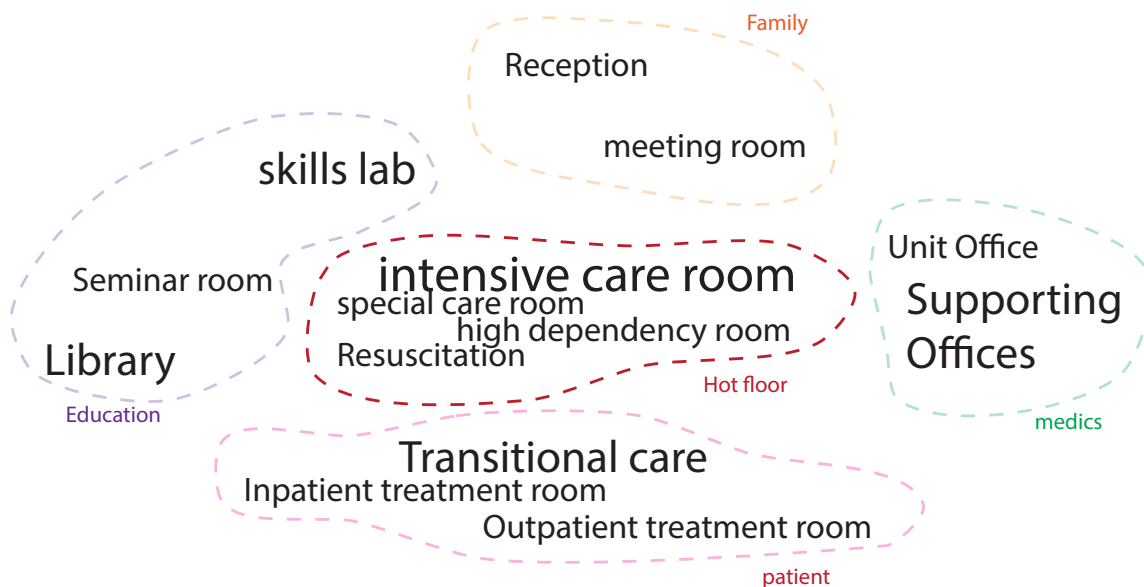 Family
Reception
meeting room
skills lab
Seminar room
Library
Education
intensive care room
special care room
high dependency room
Resuscitation
Hot floor
Unit Office
Supporting
Offices
medics
Transitional care
Inpatient treatment room
Outpatient treatment room
patient